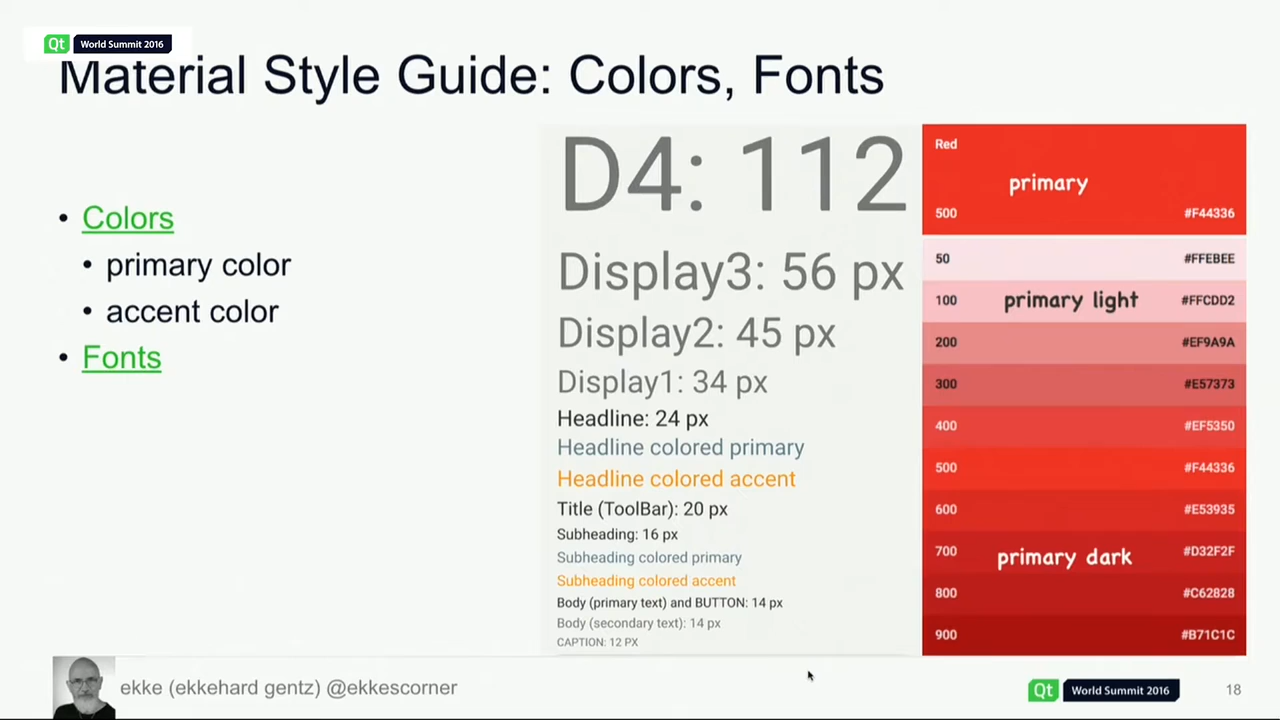 Qt World Summit 2016
Material Style Guide: Colors, Fonts
• Colors
• primary color
• accent color
• Fonts
D4: 112
Display3: 56 px
Display2: 45 px
Display1: 34 px
Headline: 24 px
Headline colored primary
Headline colored accent
Title (ToolBar): 20 px
Subheading: 16 px
Subheading colored primary
Subheading colored accent
Body (primary text) and BUTTON: 14 px
Body (secondary text): 14 px
CAPTION: 12 PX
Red
primary
500 #F44336
50 #FFEBEE
100 primary light #FFCDD2
200 #EF9A9A
300 #E57373
400 #EF5350
500 #F44336
600 #E53935
700 primary dark #D32F2F
800 #C62828
900 #B71C1C
ekke (ekkehard gentz) @ekkescorner
Qt World Summit 2016
18